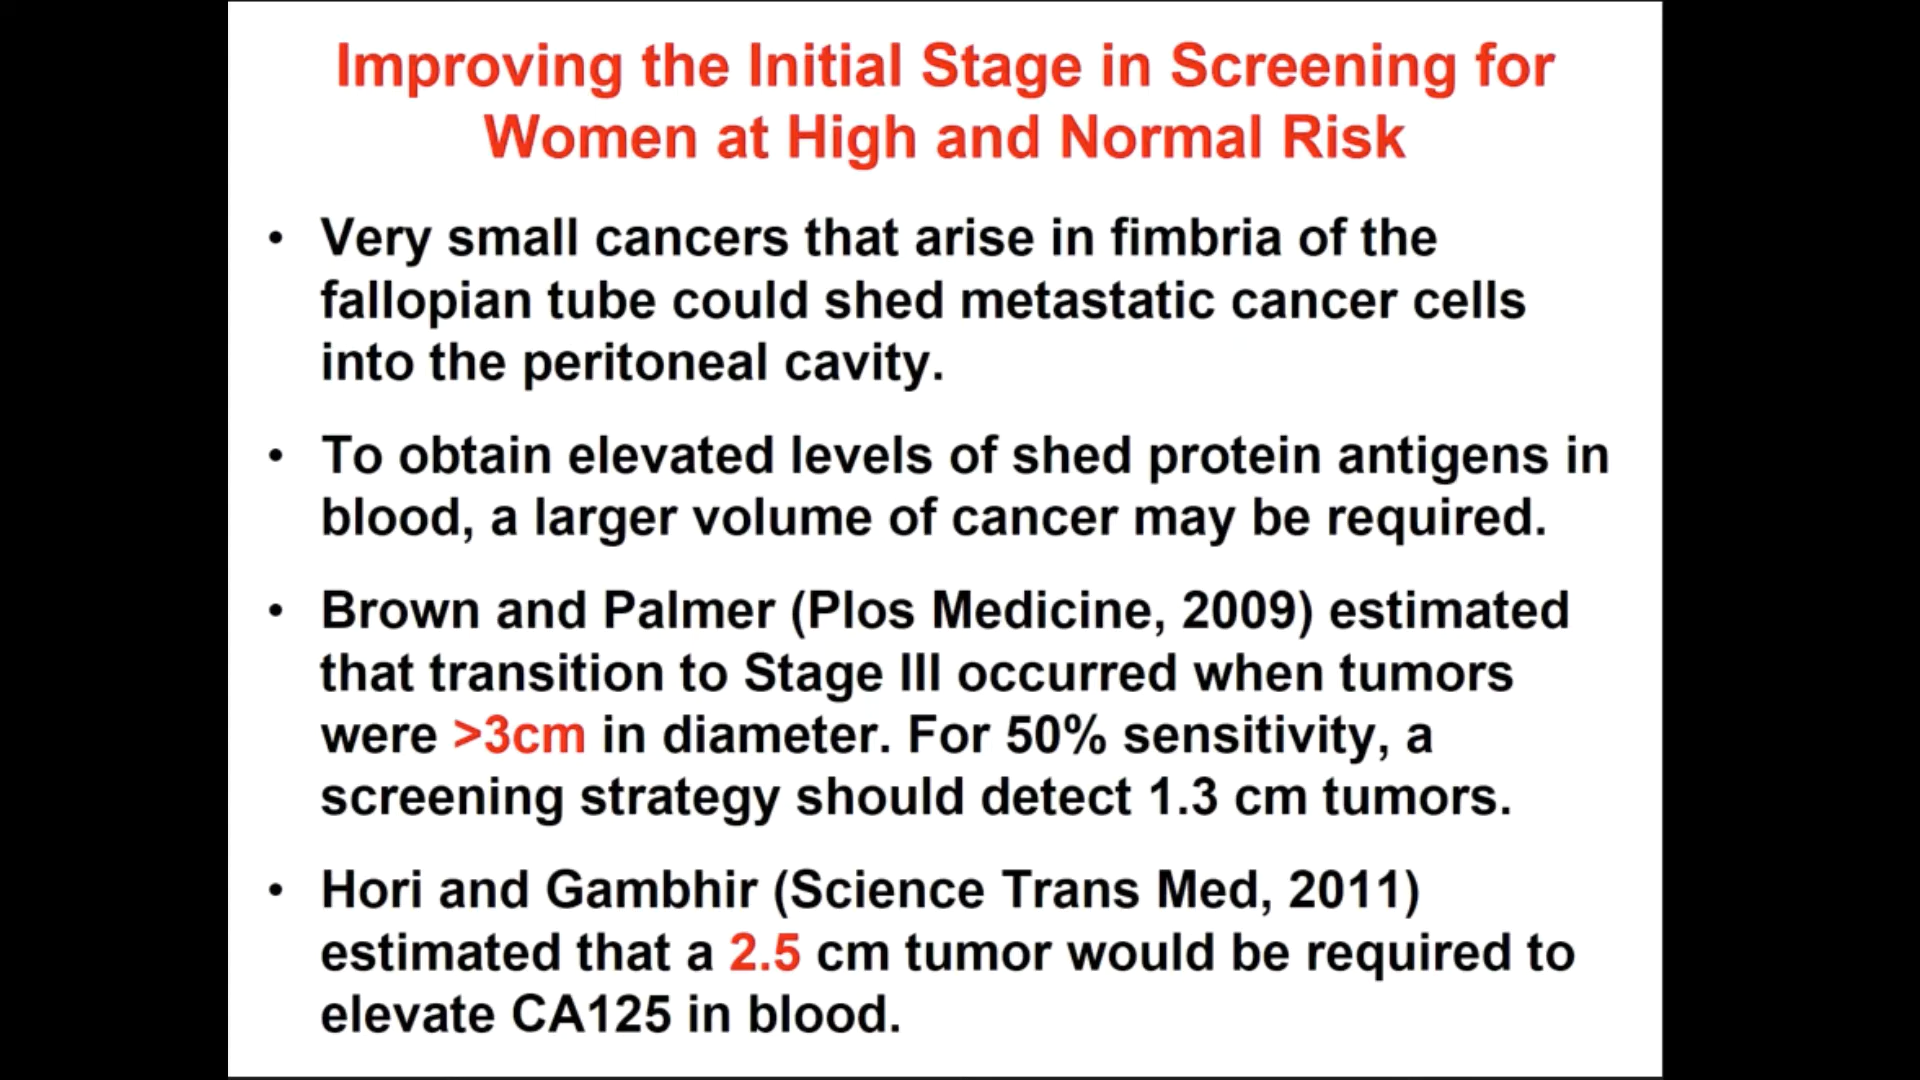 Improving the Initial Stage in Screening for
Women at High and Normal Risk
• Very small cancers that arise in fimbria of the
fallopian tube could shed metastatic cancer cells
into the peritoneal cavity.
• To obtain elevated levels of shed protein antigens in
blood, a larger volume of cancer may be required.
• Brown and Palmer (Plos Medicine, 2009) estimated
that transition to Stage III occurred when tumors
were >3cm in diameter. For 50% sensitivity, a
screening strategy should detect 1.3 cm tumors.
• Hori and Gambhir (Science Trans Med, 2011)
estimated that a 2.5 cm tumor would be required to
elevate CA125 in blood.